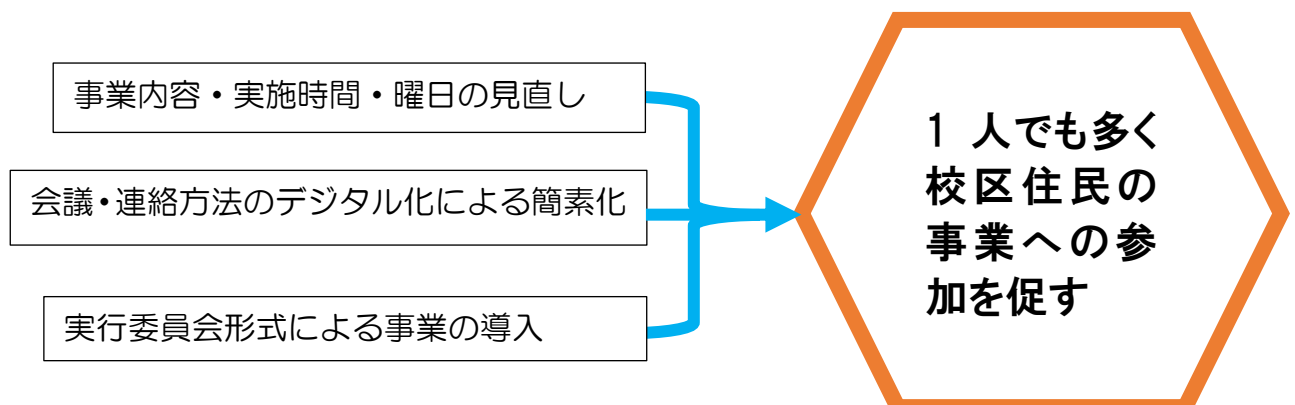 事業内容・実施時間・曜日の見直し
会議・連絡方法のデジタル化による簡素化
実行委員会形式による事業の導入
1 人でも多く
校区住民の
事業への参
加を促す